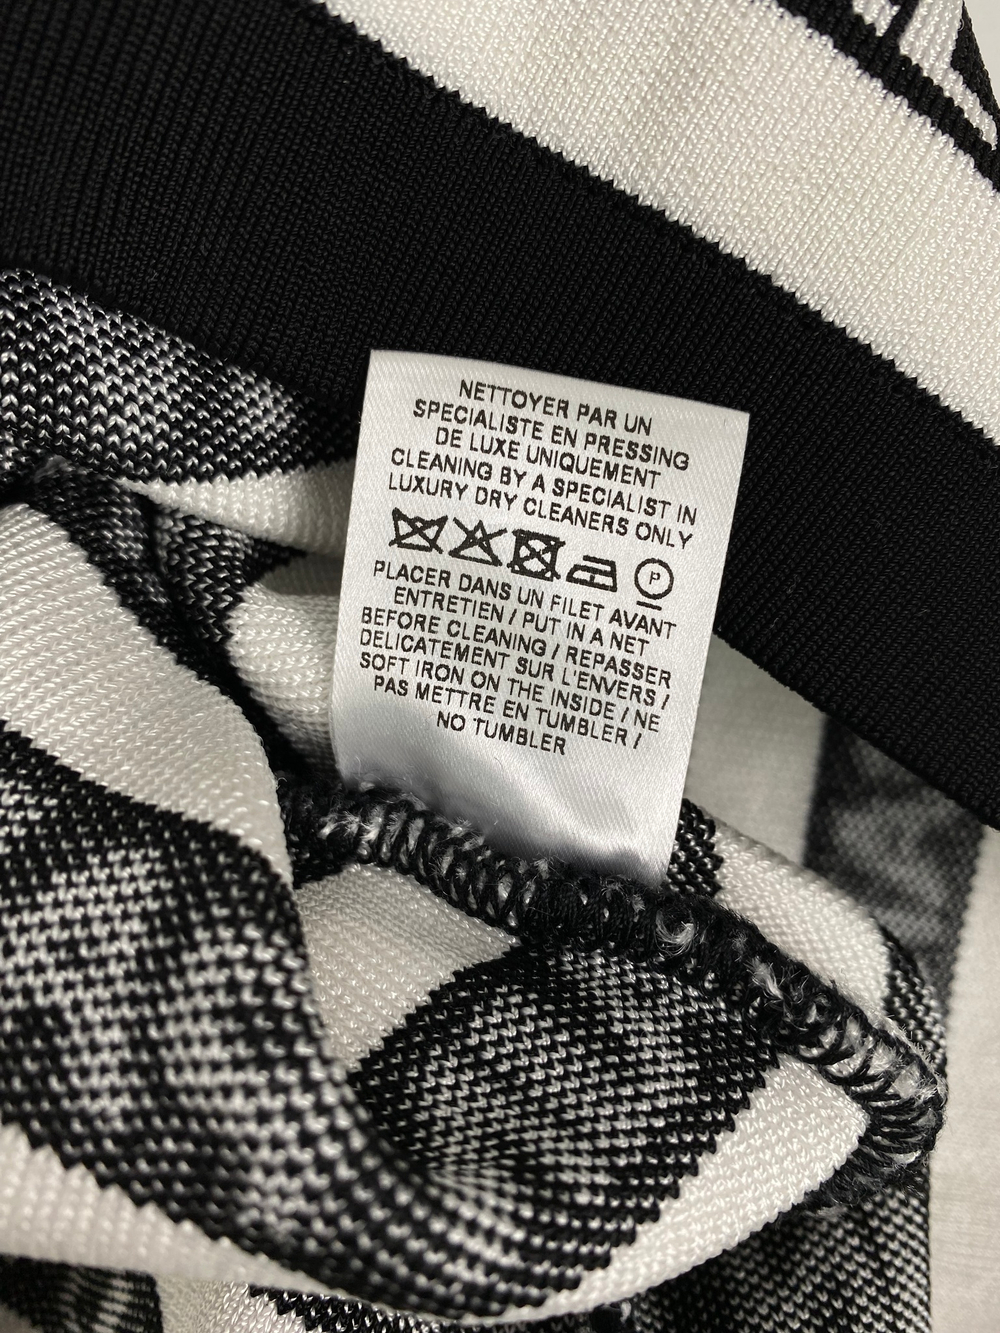 NETTOYER PAR UN
SPECIALISTE EN PRESSING
DE LUXE UNIQUEMENT
CLEANING BY A SPECIALIST IN
LUXURY DRY CLEANERS ONLY
P
PLACER DANS UN FILET AVANT
ENTRETIEN / PUT IN A NET
BEFORE CLEANING / REPASSER
DELICATEMENT SUR L'ENVERS /
SOFT IRON ON THE INSIDE / NE
PAS METTRE EN TUMBLER /
NO TUMBLER